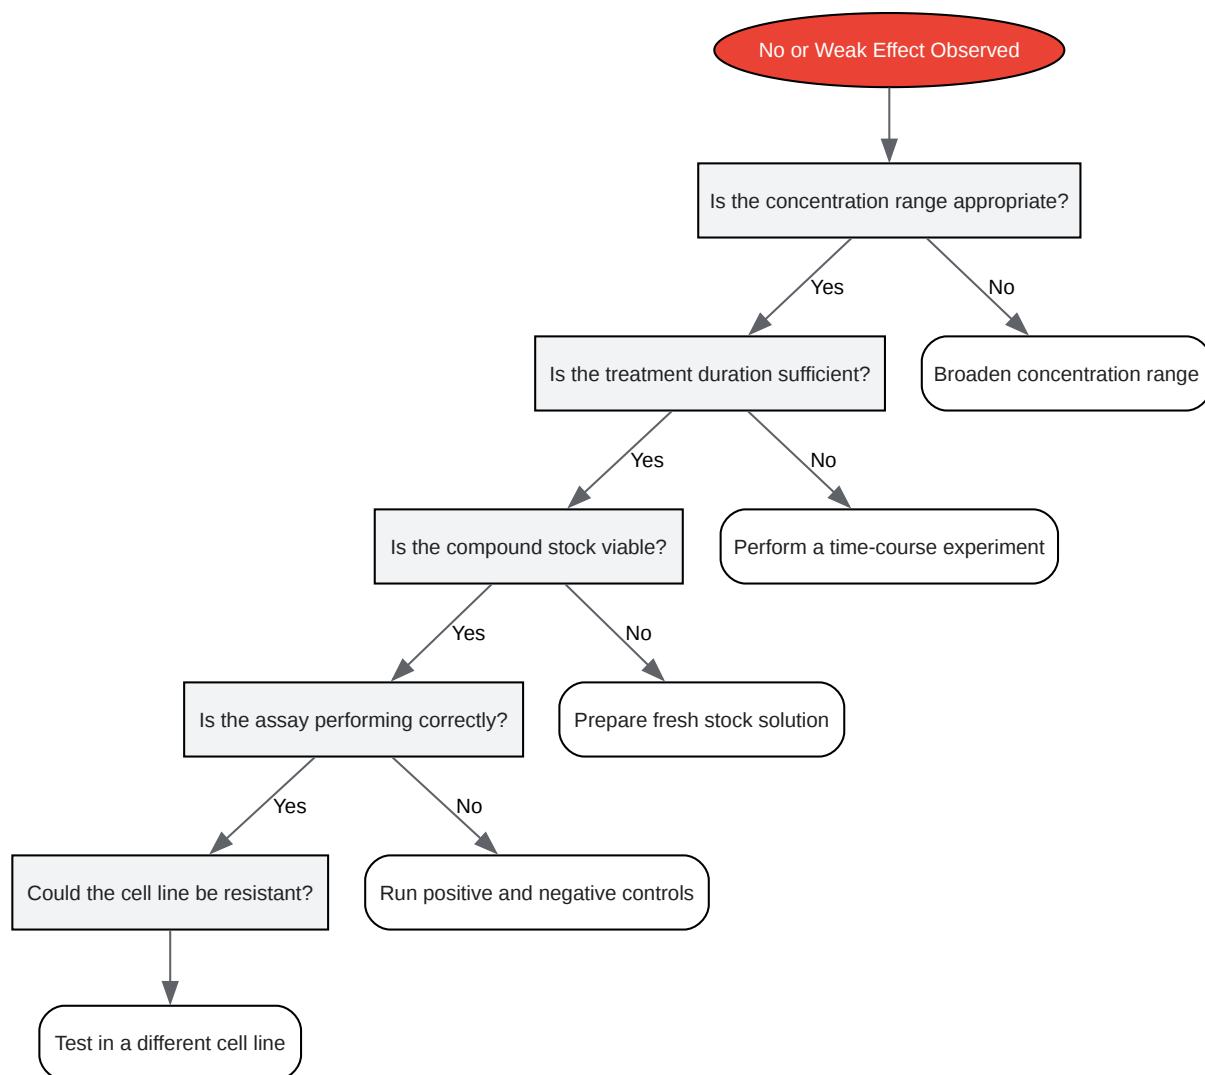 No or Weak Effect Observed
Is the concentration range appropriate?
Yes
No
Is the treatment duration sufficient?
Broaden concentration range
Yes
No
Is the compound stock viable?
Perform a time-course experiment
Yes
No
Is the assay performing correctly?
Prepare fresh stock solution
Yes
No
Could the cell line be resistant?
Run positive and negative controls
Test in a different cell line